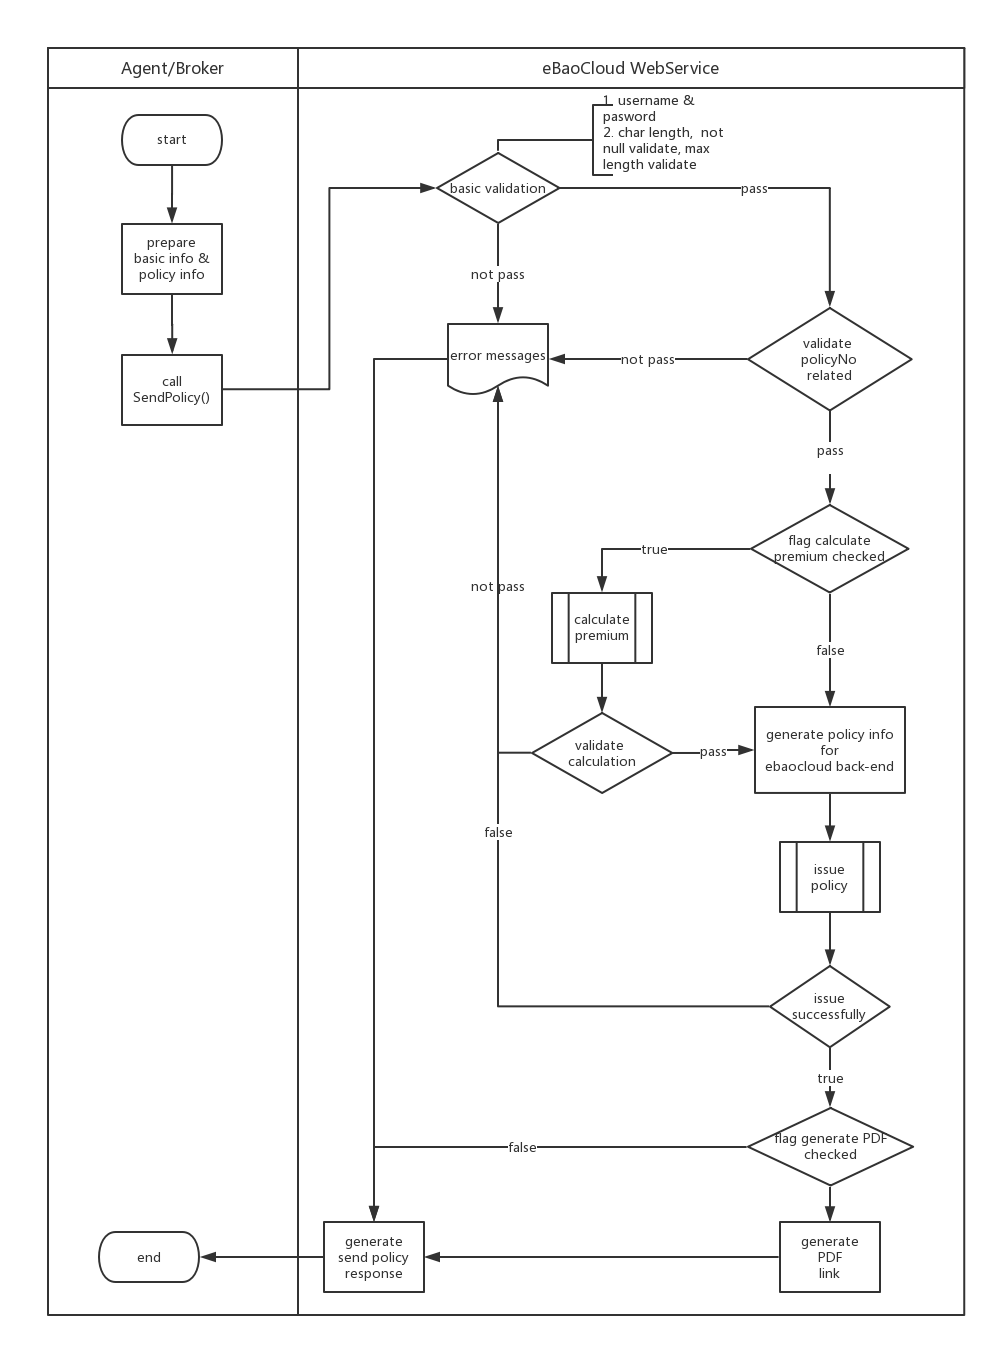 Agent/Broker
eBaoCloud WebService
start
1. username &
pasword
2. char length, not
null validate, max
length validate
basic validation
pass
prepare
basic info &
policy info
not pass
error messages
not pass
validate
policyNo
related
call
SendPolicy()
pass
flag calculate
premium checked
true
not pass
calculate
premium
false
validate
calculation
pass
generate policy info
for
ebaocloud back-end
false
issue
policy
issue
successfully
true
flag generate PDF
checked
false
end
generate
send policy
response
generate
PDF
link